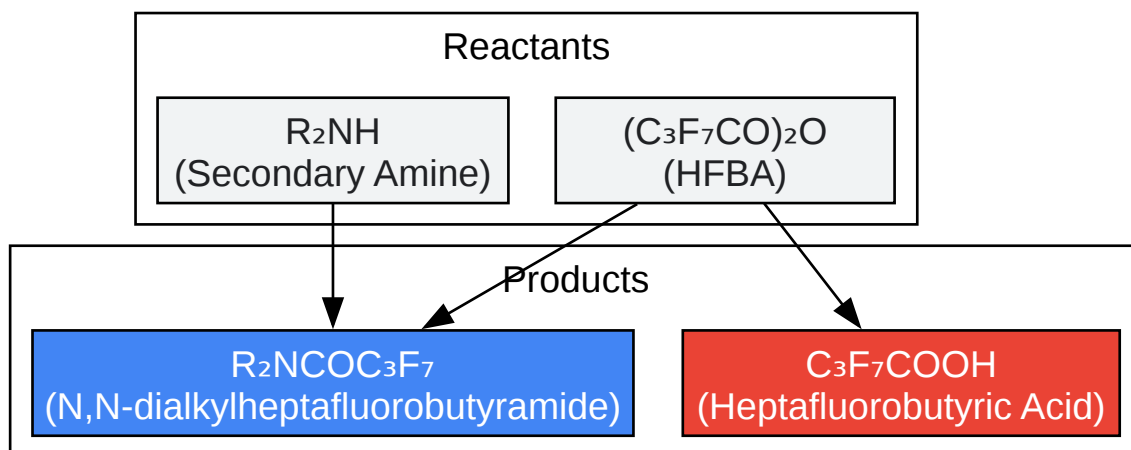 Reactants
R₂NH
(Secondary Amine)
(C₃F₇CO)₂O
(HFBA)
Products
R₂NCOC₃F₇
(N,N-dialkylheptafluorobutyramide)
C₃F₇COOH
(Heptafluorobutyric Acid)